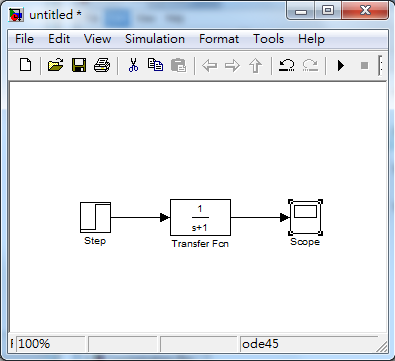 untitled *
File Edit View Simulation Format Tools Help
1
s+1
Step
Transfer Fcn
Scope
100%
ode45